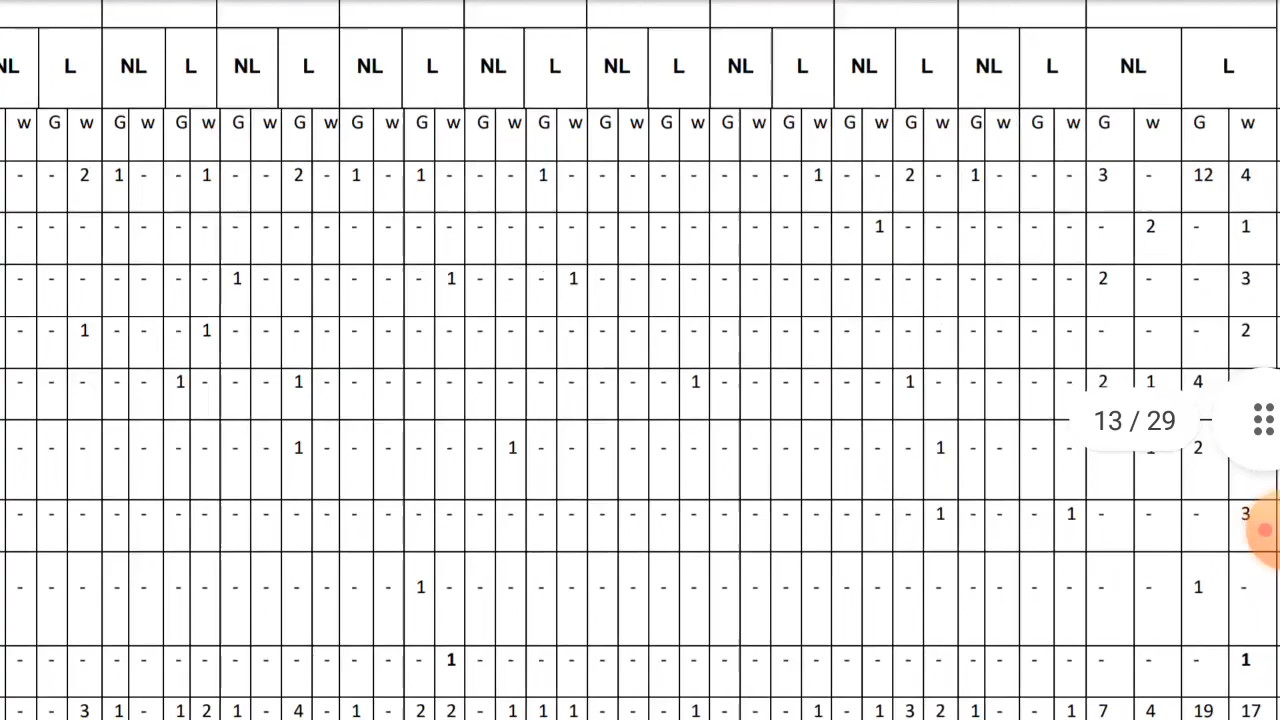 NL L NL L NL L NL L NL L NL L NL L NL L NL L NL L
w G w G w G w G w G w G w G w G w G w G w G w G w G w G w G w G w G w G w G w
- - 2 1 - - 1 - - 2 - 1 - 1 - - - 1 - - - - - - - - 1 - - 2 - 1 - - - 3 - 12 4
- - - - - - - - - - - - - - - - - - - - - - - - - - - - 1 - - - - - - - 2 - 1
- - - - - - - 1 - - - - - - 1 - - - 1 - - - - - - - - - - - - - - - - 2 - - 3
- - 1 - - - 1 - - - - - - - - - - - - - - - - - - - - - - - - - - - - - - - 2
- - - - - 1 - - - 1 - - - - - - - - - - - - 1 - - - - - - 1 - - - - - 2 1 4
- - - - - - - - - 1 - - - - - - 1 - - - - - - - - - - - - - 1 - - - - 1 2
- - - - - - - - - - - - - - - - - - - - - - - - - - - - - - 1 - - - 1 - - - 3
- - - - - - - - - - - - - 1 - - - - - - - - - - - - - - - - - - - - - - - 1 -
- - - - - - - - - - - - - - 1 - - - - - - - - - - - - - - - - - - - - - - - 1
- - 3 1 - 1 2 1 - 4 - 1 - 2 2 - 1 1 1 - - - 1 - - - 1 - 1 3 2 1 - - 1 7 4 19 17
13 / 29